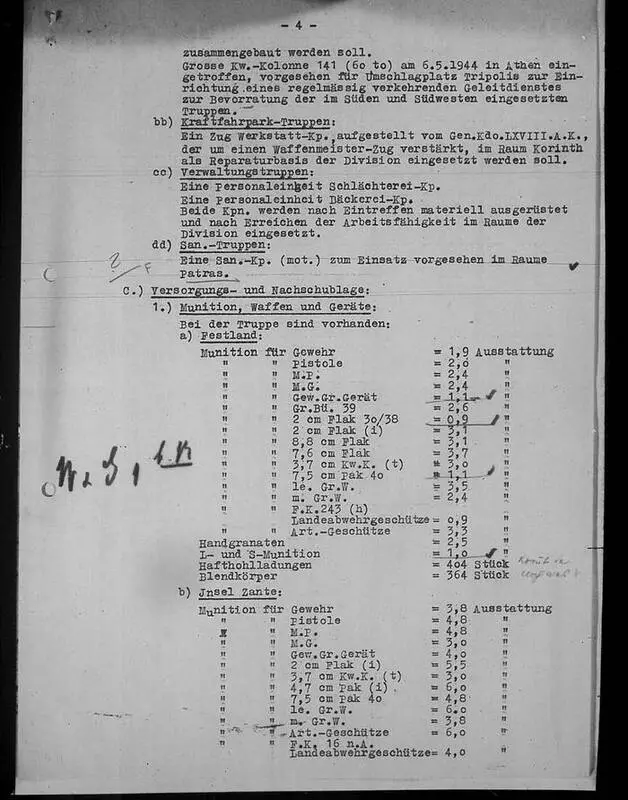 - 4 -
zusammengebaut werden soll.
Grosse Kw.-Kolonne 141 (60 to) am 6.5.1944 in Athen ein-
getroffen, vorgesehen für Umschlagplatz Tripolis zur Ein-
richtung eines regelmässig verkehrenden Geleitdienstes
zur Bevorratung der im Süden und Südwesten eingesetzten
Truppen.
bb) Kraftfahrpark-Truppen:
Ein Zug Werkstatt-Kp., aufgestellt vom Gen.Kdo.LXVIII.A.K.,
der um einen Waffenmeister-Zug verstärkt, im Raum Korinth
als Reparaturbasis der Division eingesetzt werden soll.
cc) Verwaltungstruppen:
Eine Personaleinheit Schlächterei-Kp.
Eine Personaleinheit Bäckerei-Kp.
Beide Kpn. werden nach Eintreffen materiell ausgerüstet
und nach Erreichen der Arbeitsfähigkeit im Raume der
Division eingesetzt.
dd) San.-Truppen:
Eine San.-Kp. (mot.) zum Einsatz vorgesehen im Raume
Patras.
C.) Versorgungs- und Nachschublage:
1.) Munition, Waffen und Geräte:
Bei der Truppe sind vorhanden:
a) Festland:
Munition für Gewehr = 1,9 Ausstattung
" " Pistole = 2,6 "
" " M.P. = 2,4 "
" " M.G. = 2,4 "
" " Gew.Gr.Gerät = 1,1 "
" " Gr.Bü. 39 = 2,6 "
" " 2 cm Flak 30/38 = 0,9 "
" " 2 cm Flak (i) = 3,1 "
" " 8,8 cm Flak = 3,1 "
" " 7,6 cm Flak = 3,7 "
" " 3,7 cm Kw.K. (t) = 3,0 "
" " 7,5 cm Pak 40 = 1,1 "
" " le. Gr.W. = 3,5 "
" " m. Gr.W. = 2,4 "
" " F.K.243 (h)
Landeabwehrgeschütze = 0,9 "
" " Art.-Geschütze = 3,3 "
Handgranaten = 2,5 "
L- und S-Munition = 1,0 "
Hafthohlladungen = 404 Stück
Blendkörper = 364 Stück
b) Jnsel Zante:
Munition für Gewehr = 3,8 Ausstattung
" " Pistole = 4,8 "
" " M.P. = 4,8 "
" " M.G. = 3,0 "
" " Gew.Gr.Gerät = 4,0 "
" " 2 cm Flak (i) = 5,5 "
" " 3,7 cm Kw.K. (t) = 3,0 "
" " 4,7 cm Pak (i) = 6,0 "
" " 7,5 cm Pak 40 = 4,8 "
" " le. Gr.W. = 6.0 "
" " m. Gr.W. = 3,8 "
" " Art.-Geschütze = 6,0 "
" " F.K. 16 n.A.
Landeabwehrgeschütze= 4,0 "